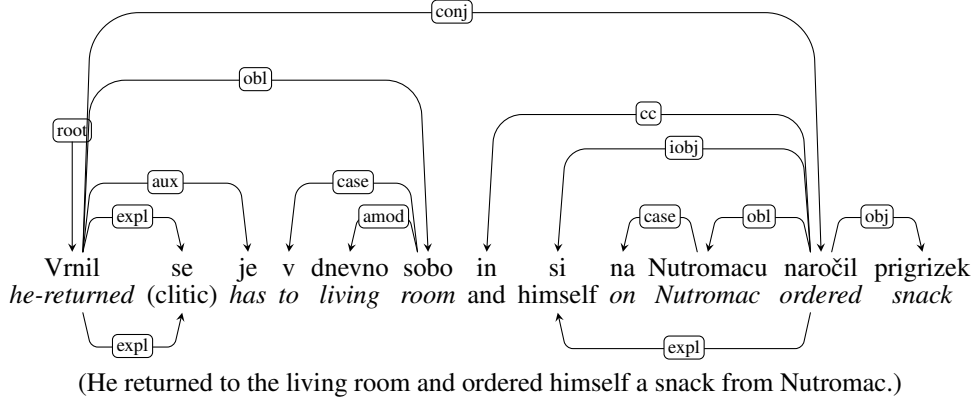 conj
obl
root
cc
iobj
aux
case
expl
amod
case
obl
obj
Vrnil se je v dnevno sobo in si na Nutromacu naročil prigrizek
he-returned (clitic) has to living room and himself on Nutromac ordered snack
expl
expl
(He returned to the living room and ordered himself a snack from Nutromac.)